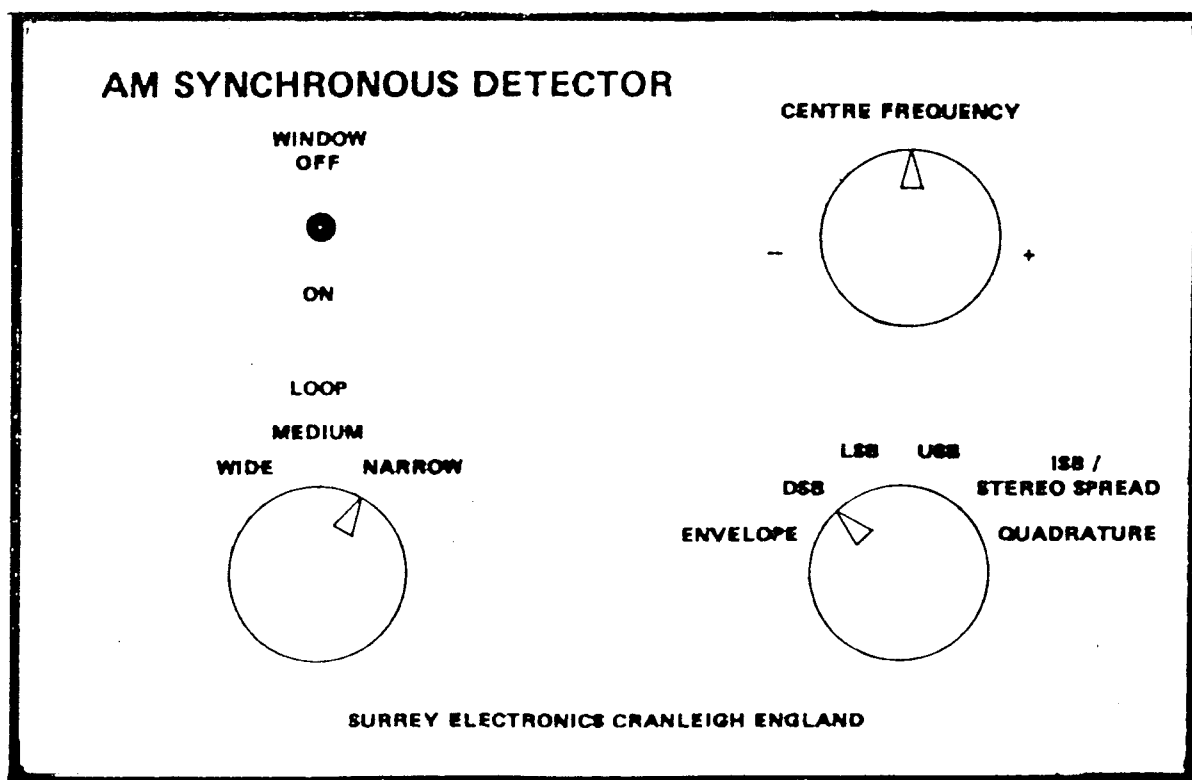 AM SYNCHRONOUS DETECTOR
WINDOW
OFF
ON
CENTRE FREQUENCY
- +
LOOP
MEDIUM
WIDE NARROW
LSB USB
DSB
ISB /
STEREO SPREAD
ENVELOPE
QUADRATURE
SURREY ELECTRONICS CRANLEIGH ENGLAND